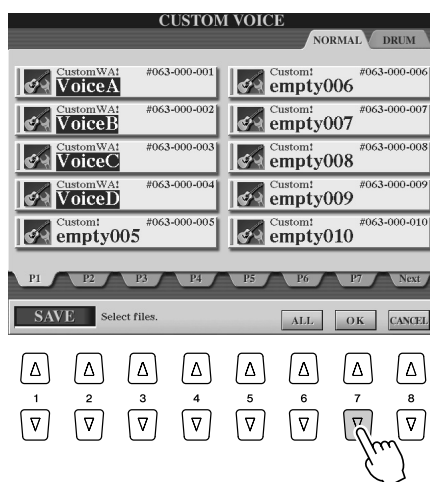 CUSTOM VOICE
NORMAL DRUM
CustomWA! #063-000-001
VoiceA
CustomWA! #063-000-002
VoiceB
CustomWA! #063-000-003
VoiceC
CustomWA! #063-000-004
VoiceD
Custom! #063-000-005
empty005
Custom! #063-000-006
empty006
Custom! #063-000-007
empty007
Custom! #063-000-008
empty008
Custom! #063-000-009
empty009
Custom! #063-000-010
empty010
P1 P2 P3 P4 P5 P6 P7 Next
SAVE Select files. ALL OK CANCEL
1 2 3 4 5 6 7 8